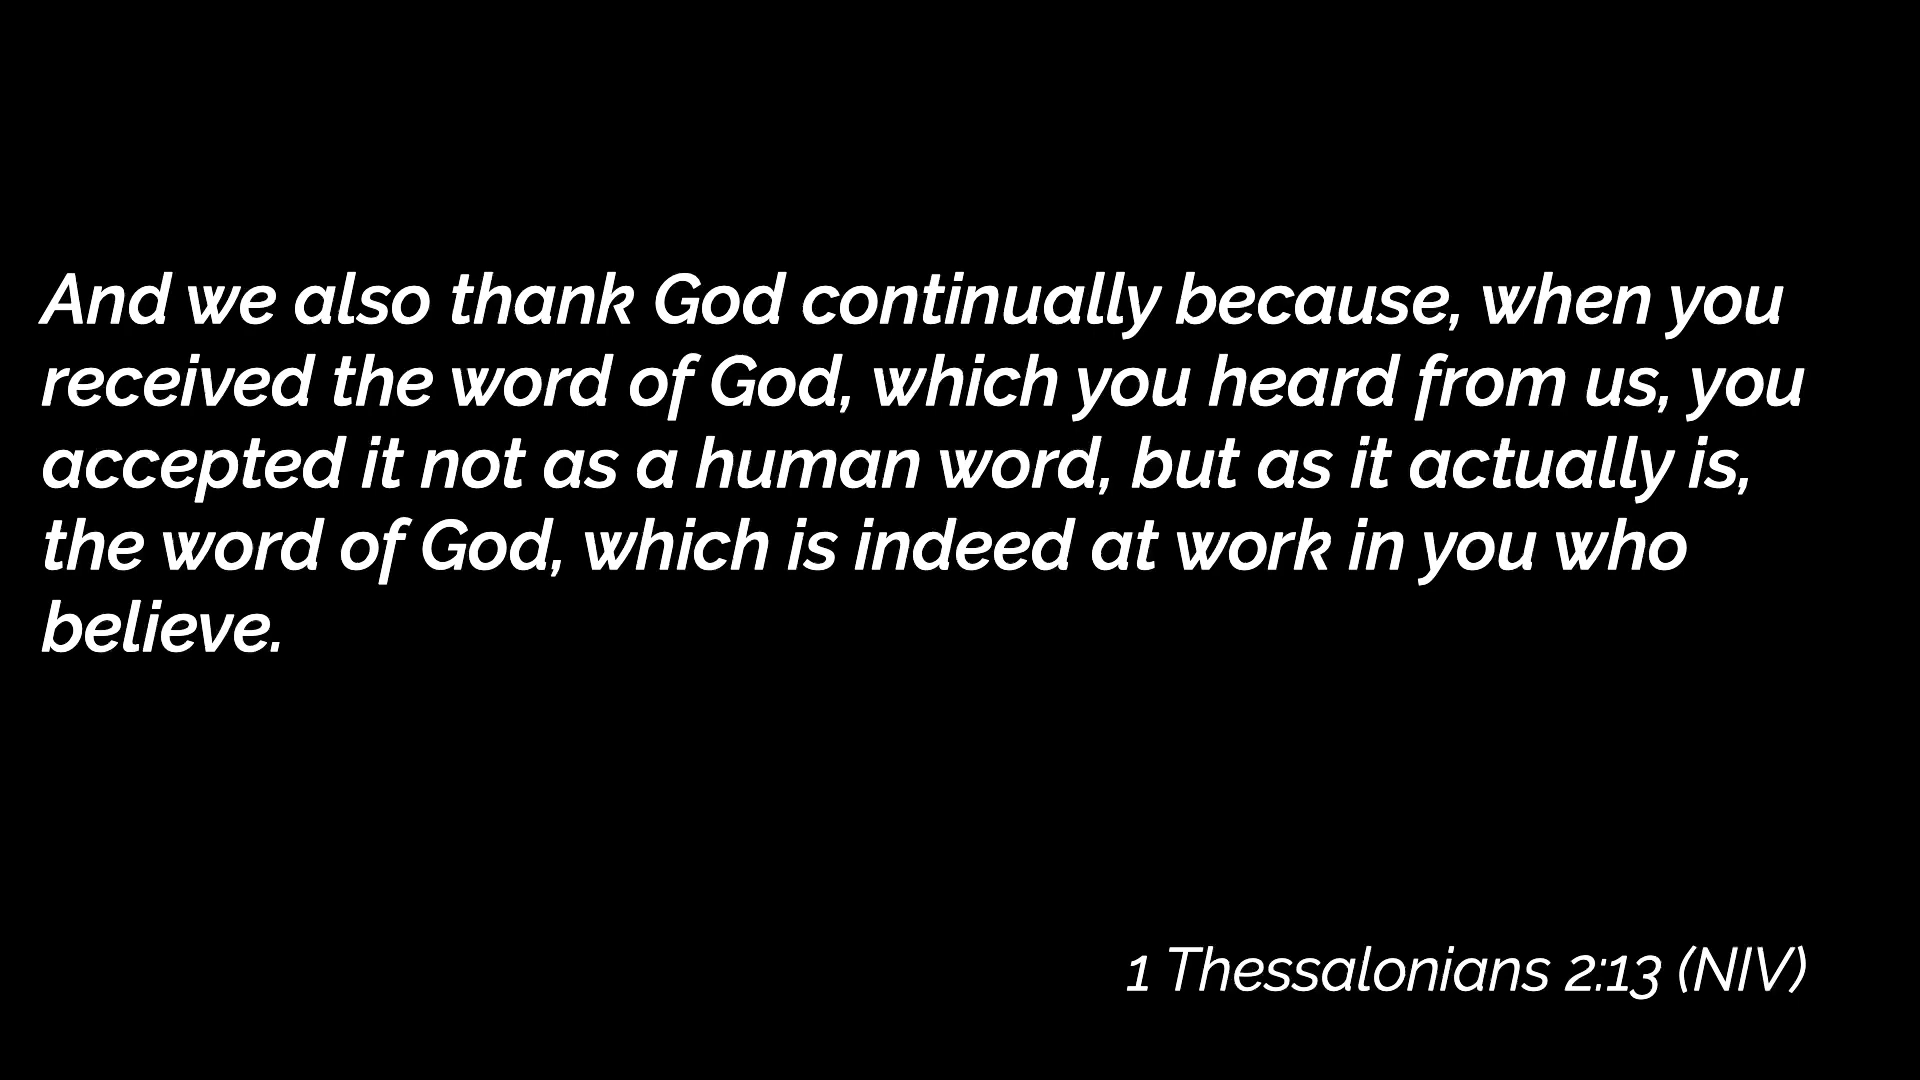 And we also thank God continually because, when you
received the word of God, which you heard from us, you
accepted it not as a human word, but as it actually is,
the word of God, which is indeed at work in you who
believe.
1 Thessalonians 2:13 (NIV)